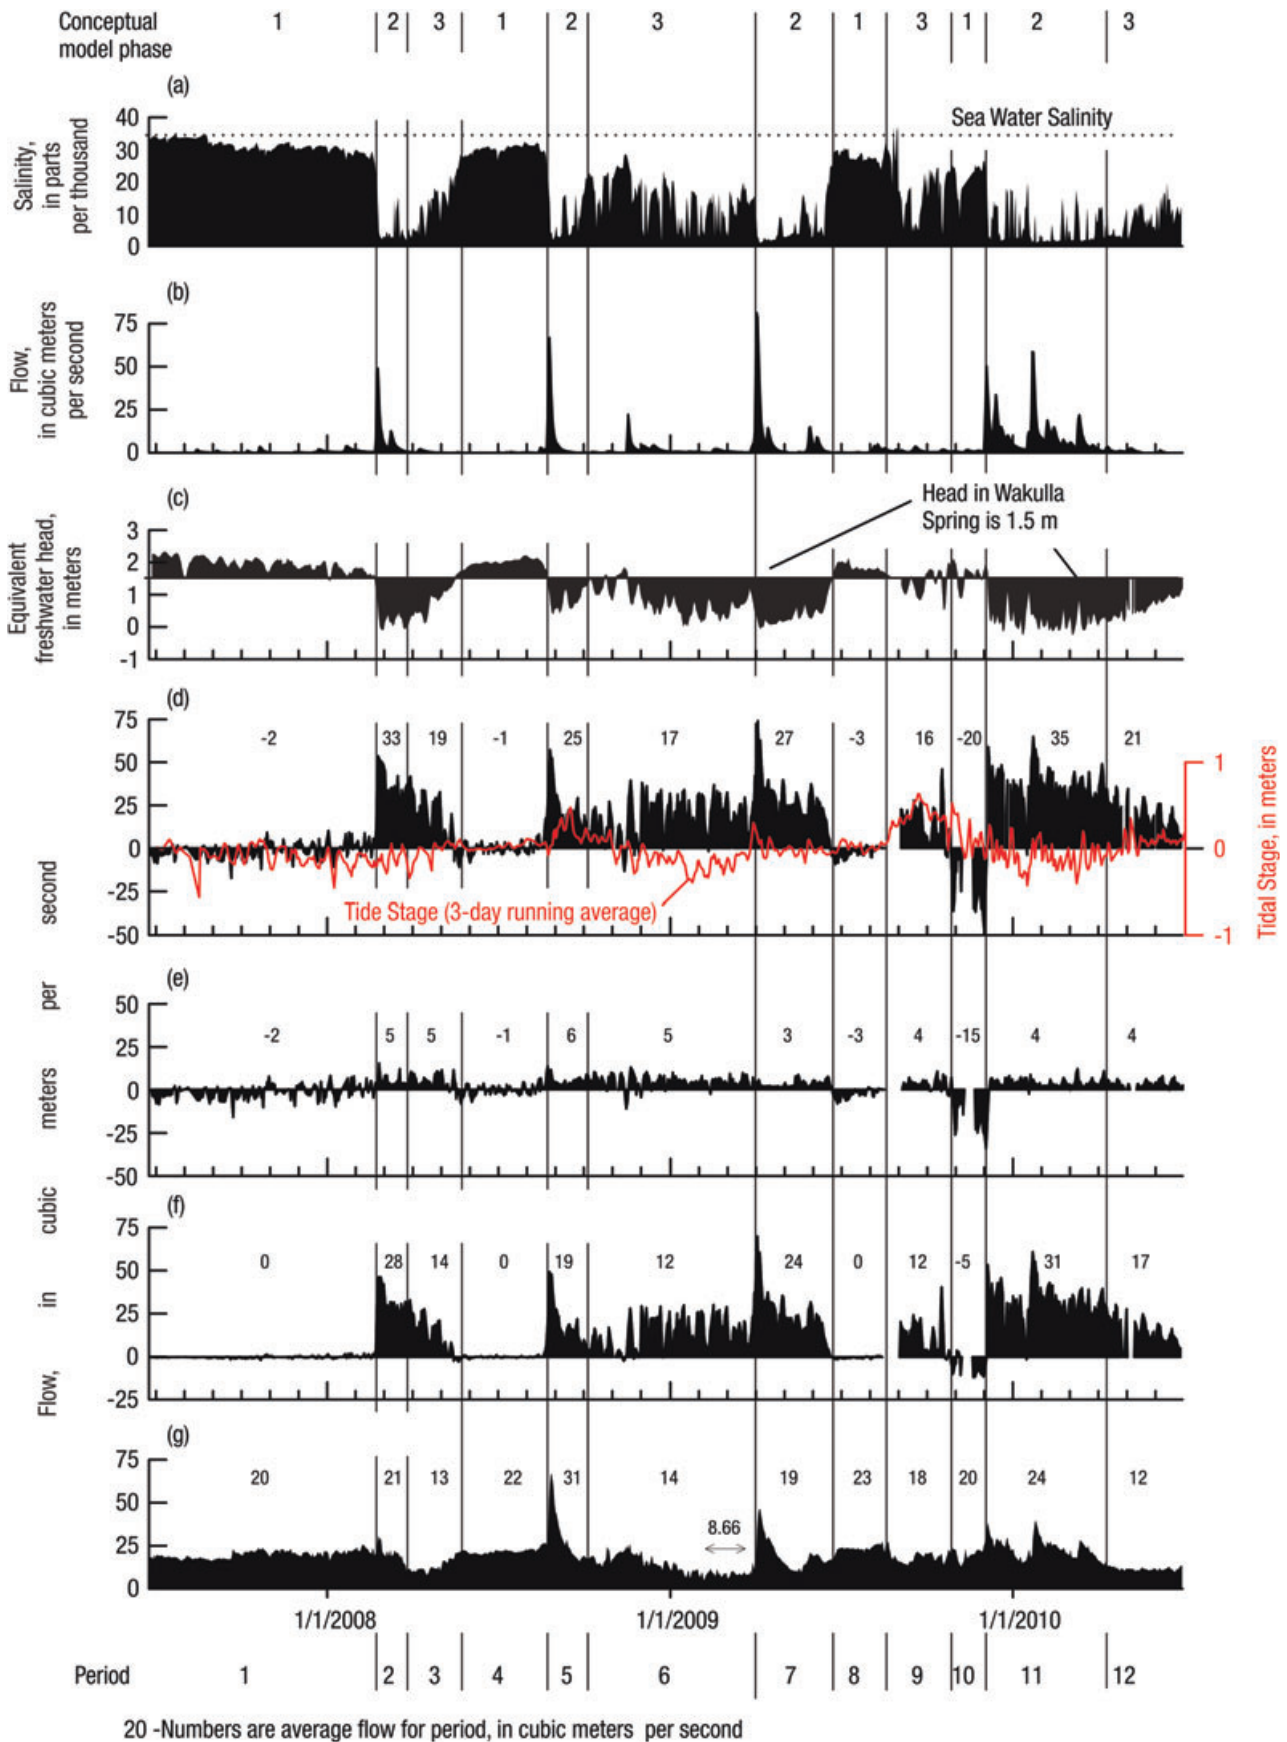 Conceptual
model phase
1 2 3 1 2 3 2 1 3 1 2 3
(a)
Salinity,
in parts
per thousand
40
30
20
10
0
Sea Water Salinity
(b)
Flow,
in cubic meters
per second
75
50
25
0
(c)
Equivalent
freshwater head,
in meters
3
2
1
0
-1
Head in Wakulla
Spring is 1.5 m
(d)
75
50
25
0
-25
-50
-2 33 19 -1 25 17 27 -3 16 -20 35 21
1
0
-1
Tidal Stage, in meters
Tide Stage (3-day running average)
Flow, in cubic meters per second
(e)
50
25
0
-25
-50
-2 5 5 -1 6 5 3 -3 4 -15 4 4
(f)
75
50
25
0
-25
0 28 14 0 19 12 24 0 12 -5 31 17
(g)
75
50
25
0
20 21 13 22 31 14 19 23 18 20 24 12
8.66
1/1/2008 1/1/2009 1/1/2010
Period 1 2 3 4 5 6 7 8 9 10 11 12
20 -Numbers are average flow for period, in cubic meters per second